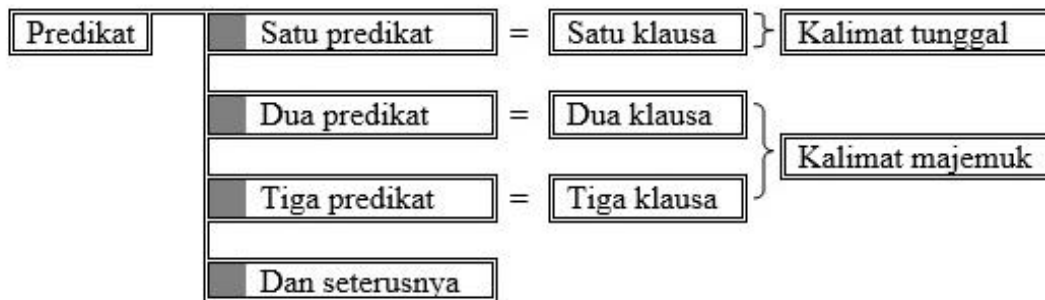 Predikat
Satu predikat = Satu klausa } Kalimat tunggal
Dua predikat = Dua klausa
Kalimat majemuk
Tiga predikat = Tiga klausa
Dan seterusnya